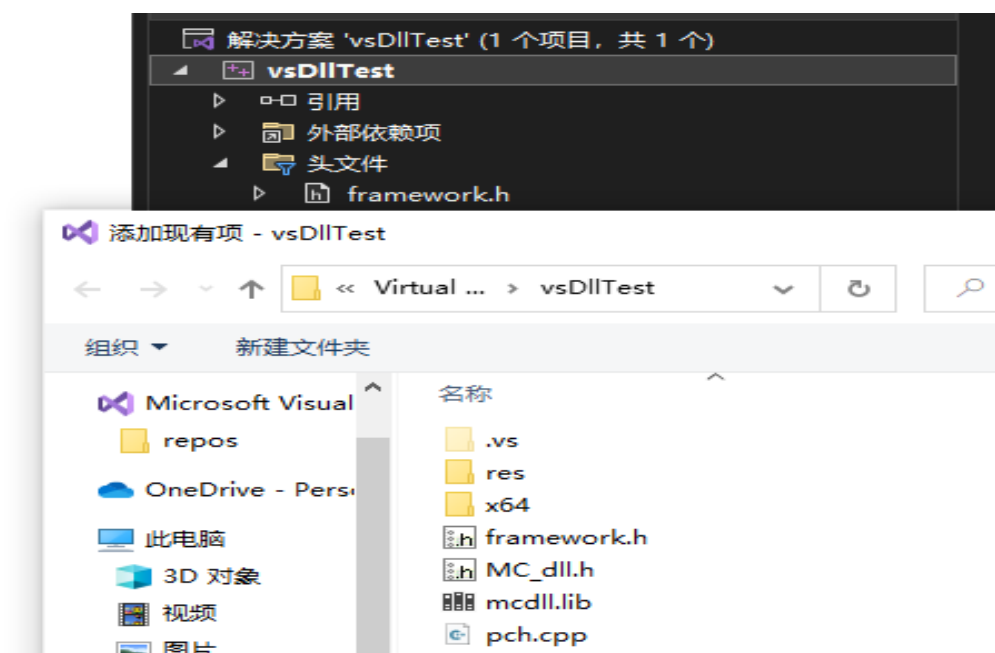 解决方案 'vsDllTest' (1 个项目，共 1 个)
vsDllTest
引用
外部依赖项
头文件
framework.h
添加现有项 - vsDllTest
« Virtual ... › vsDllTest
组织 新建文件夹
Microsoft Visual
repos
OneDrive - Pers
此电脑
3D 对象
视频
图片
名称
.vs
res
x64
framework.h
MC_dll.h
mcdll.lib
pch.cpp